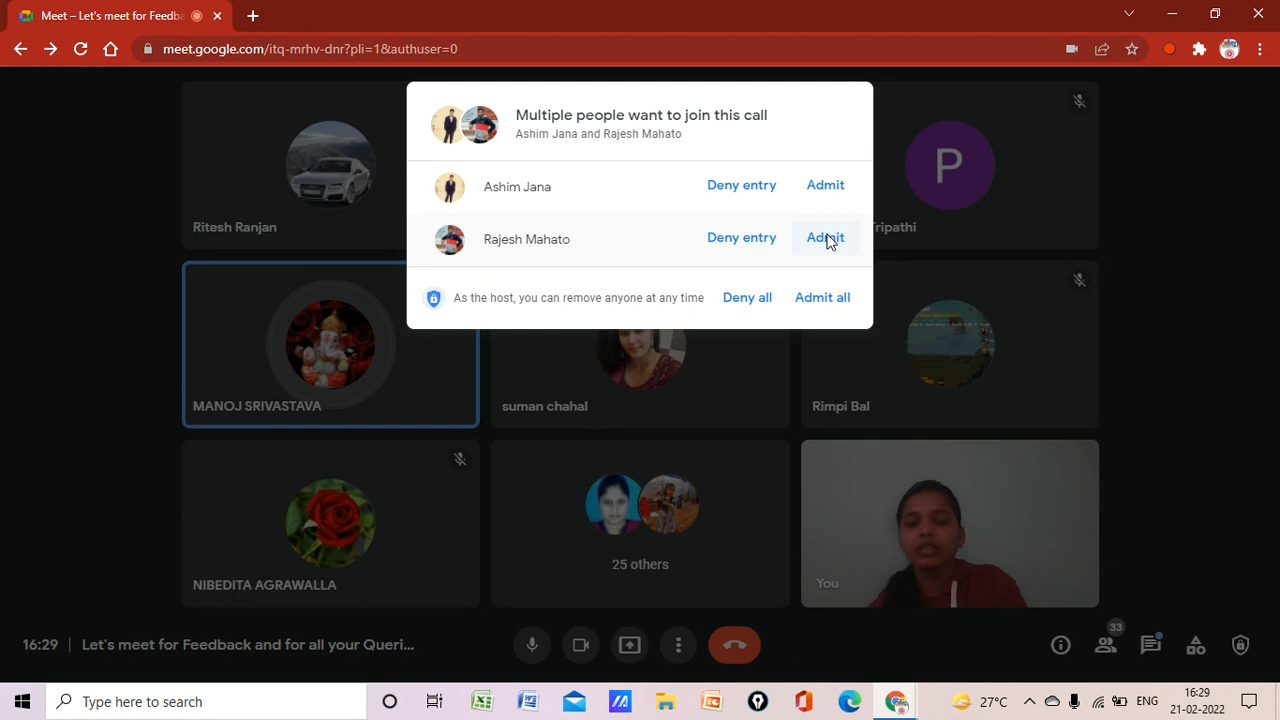 Meet – Let's meet for Feedba
meet.google.com/itq-mrhv-dnr?pli=1&authuser=0
Multiple people want to join this call
Ashim Jana and Rajesh Mahato
Ashim Jana Deny entry Admit
Rajesh Mahato Deny entry Admit
As the host, you can remove anyone at any time Deny all Admit all
Ritesh Ranjan
P
Tripathi
MANOJ SRIVASTAVA
suman chahal
Rimpi Bal
NIBEDITA AGRAWALLA
25 others
You
16:29 Let's meet for Feedback and for all your Queri...
33
Type here to search
27°C
ENG
6:29
21-02-2022